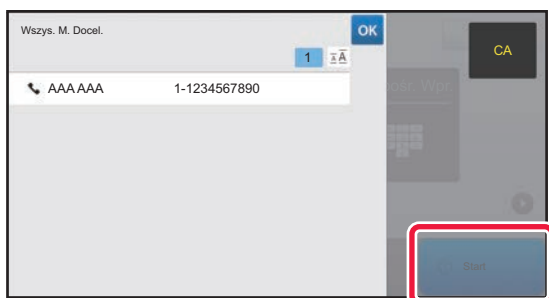 Wszys. M. Docel.
OK
CA
1
AAA AAA 1-1234567890
Start